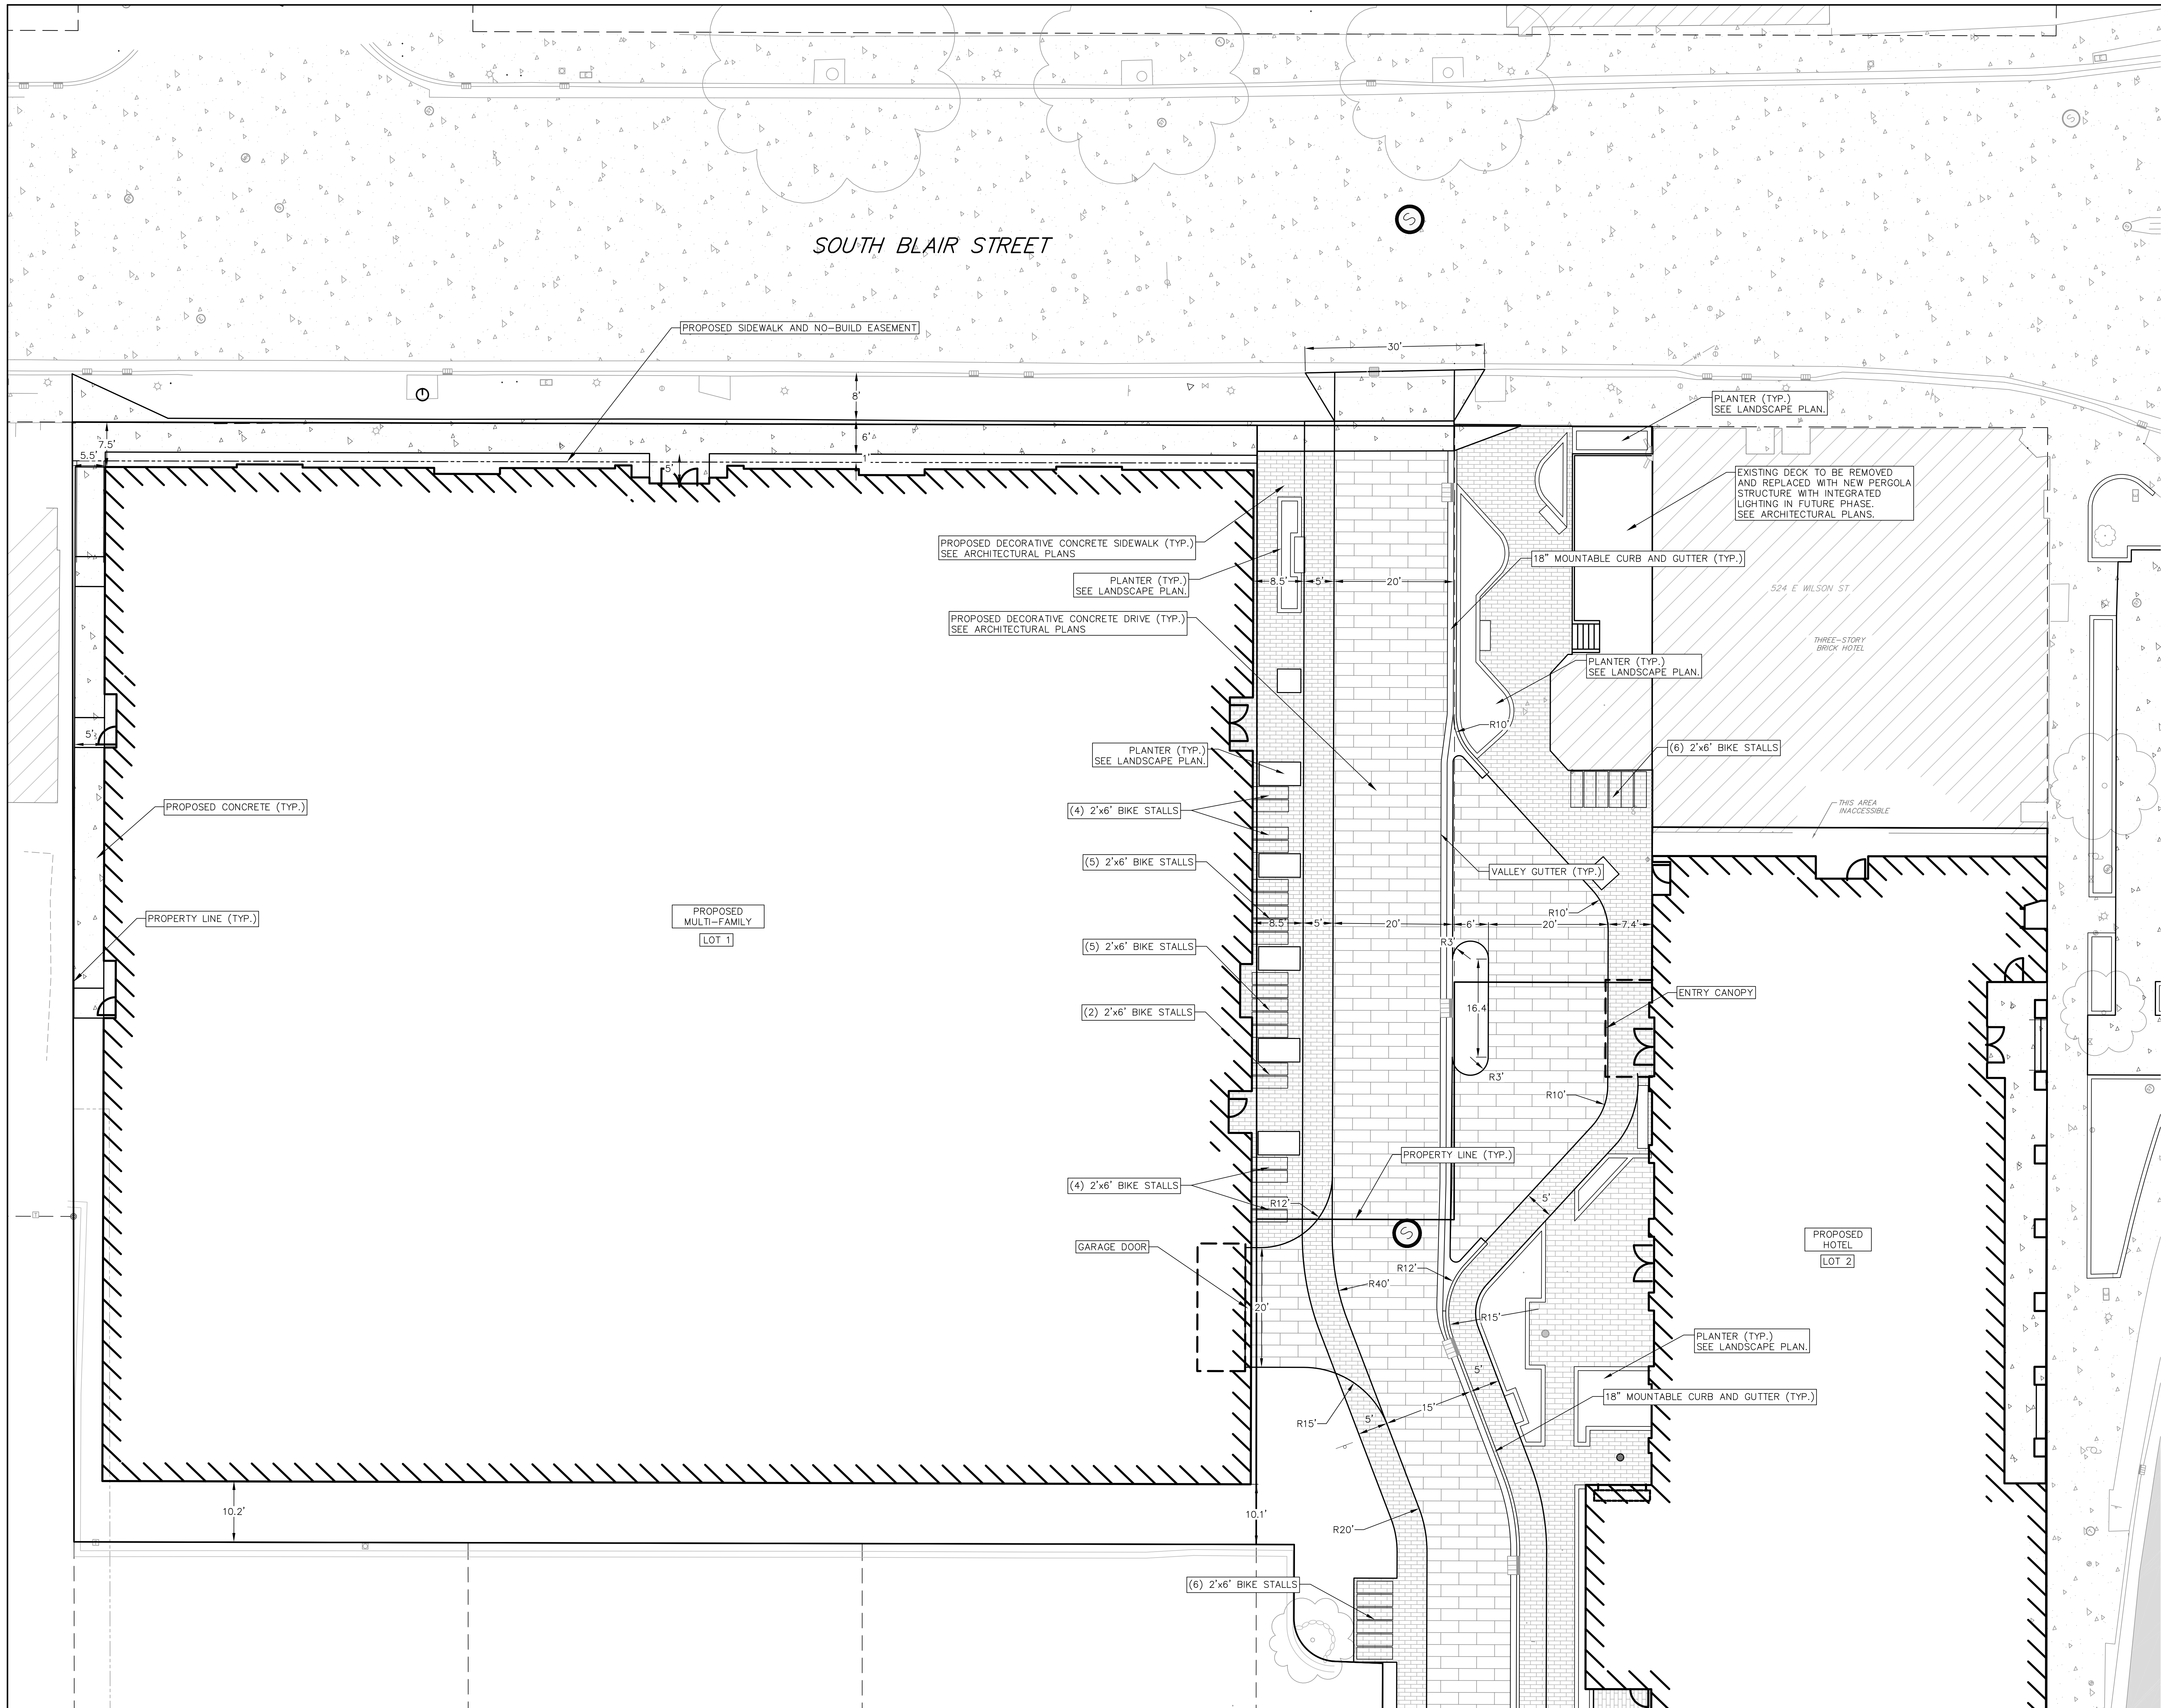 SOUTH BLAIR STREET
PROPOSED SIDEWALK AND NO-BUILD EASEMENT
30'
8'
PLANTER (TYP.)
SEE LANDSCAPE PLAN.
7.5'
6'
5.5'
1'
5'
EXISTING DECK TO BE REMOVED
AND REPLACED WITH NEW PERGOLA
STRUCTURE WITH INTEGRATED
LIGHTING IN FUTURE PHASE.
SEE ARCHITECTURAL PLANS.
PROPOSED DECORATIVE CONCRETE SIDEWALK (TYP.)
SEE ARCHITECTURAL PLANS
18" MOUNTABLE CURB AND GUTTER (TYP.)
PLANTER (TYP.)
SEE LANDSCAPE PLAN.
8.5'
5'
20'
524 E WILSON ST
PROPOSED DECORATIVE CONCRETE DRIVE (TYP.)
SEE ARCHITECTURAL PLANS
THREE-STORY
BRICK HOTEL
PLANTER (TYP.)
SEE LANDSCAPE PLAN.
R10'
5'
PLANTER (TYP.)
SEE LANDSCAPE PLAN.
(6) 2'x6' BIKE STALLS
PROPOSED CONCRETE (TYP.)
(4) 2'x6' BIKE STALLS
THIS AREA
INACCESSIBLE
(5) 2'x6' BIKE STALLS
VALLEY GUTTER (TYP.)
PROPOSED
MULTI-FAMILY
LOT 1
PROPERTY LINE (TYP.)
R10'
8.5'
5'
20'
6'
20'
7.4'
(5) 2'x6' BIKE STALLS
R3'
ENTRY CANOPY
(2) 2'x6' BIKE STALLS
16.4
R3'
R10'
PROPERTY LINE (TYP.)
(4) 2'x6' BIKE STALLS
R12'
5'
S
S
GARAGE DOOR
PROPOSED
HOTEL
LOT 2
R12'
R40'
20'
R15'
PLANTER (TYP.)
SEE LANDSCAPE PLAN.
5'
18" MOUNTABLE CURB AND GUTTER (TYP.)
15'
R15'
5'
10.2'
10.1'
R20'
(6) 2'x6' BIKE STALLS